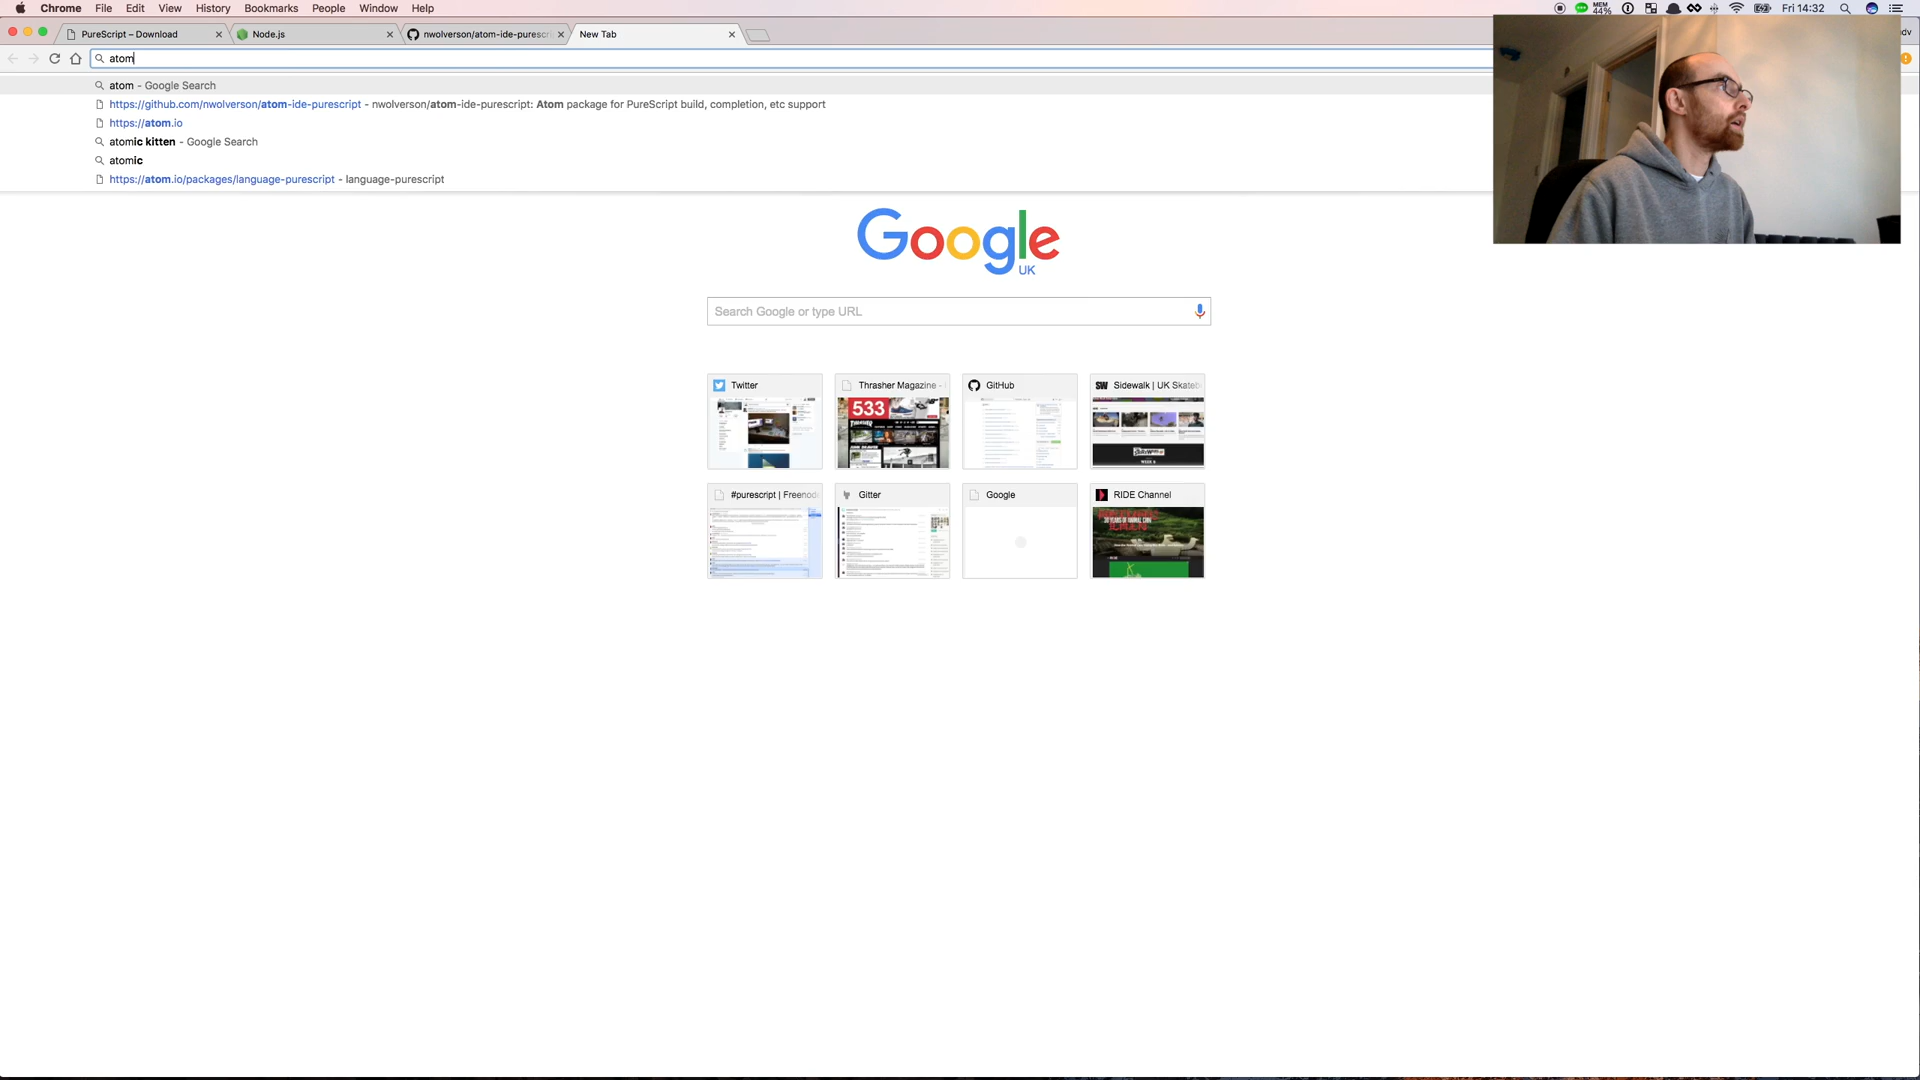 Chrome File Edit View History Bookmarks People Window Help
MEM
44%
Fri 14:32
PureScript – Download
Node.js
nwolverson/atom-ide-purescri
New Tab
atom
atom - Google Search
https://github.com/nwolverson/atom-ide-purescript - nwolverson/atom-ide-purescript: Atom package for PureScript build, completion, etc support
https://atom.io
atomic kitten - Google Search
atomic
https://atom.io/packages/language-purescript - language-purescript
Google
UK
Search Google or type URL
Twitter
Thrasher Magazine -
GitHub
Sidewalk | UK Skateb
533
#purescript | Freenod
Gitter
Google
RIDE Channel